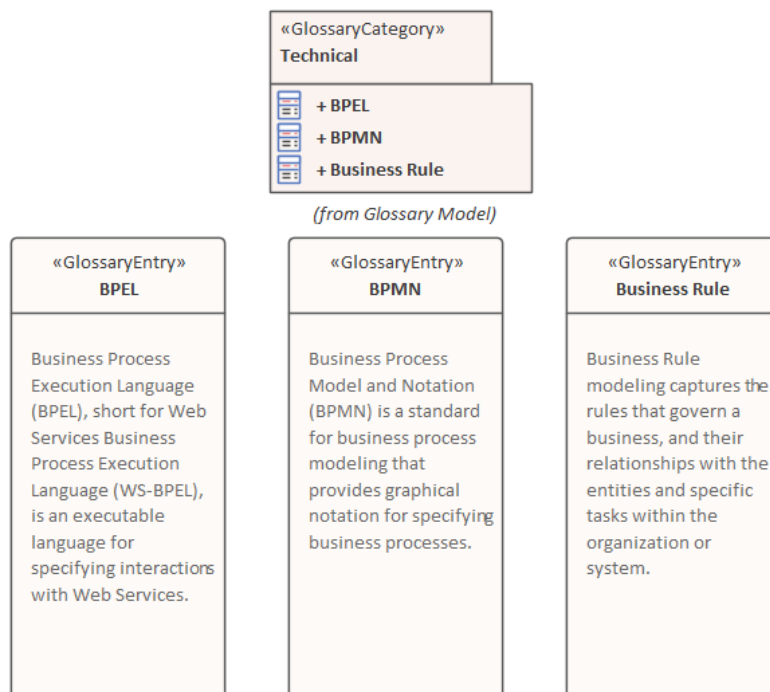 «GlossaryCategory»
Technical
+ BPEL
+ BPMN
+ Business Rule
(from Glossary Model)
«GlossaryEntry»
BPEL
Business Process
Execution Language
(BPEL), short for Web
Services Business
Process Execution
Language (WS-BPEL),
is an executable
language for
specifying interactions
with Web Services.
«GlossaryEntry»
BPMN
Business Process
Model and Notation
(BPMN) is a standard
for business process
modeling that
provides graphical
notation for specifying
business processes.
«GlossaryEntry»
Business Rule
Business Rule
modeling captures the
rules that govern a
business, and their
relationships with the
entities and specific
tasks within the
organization or
system.